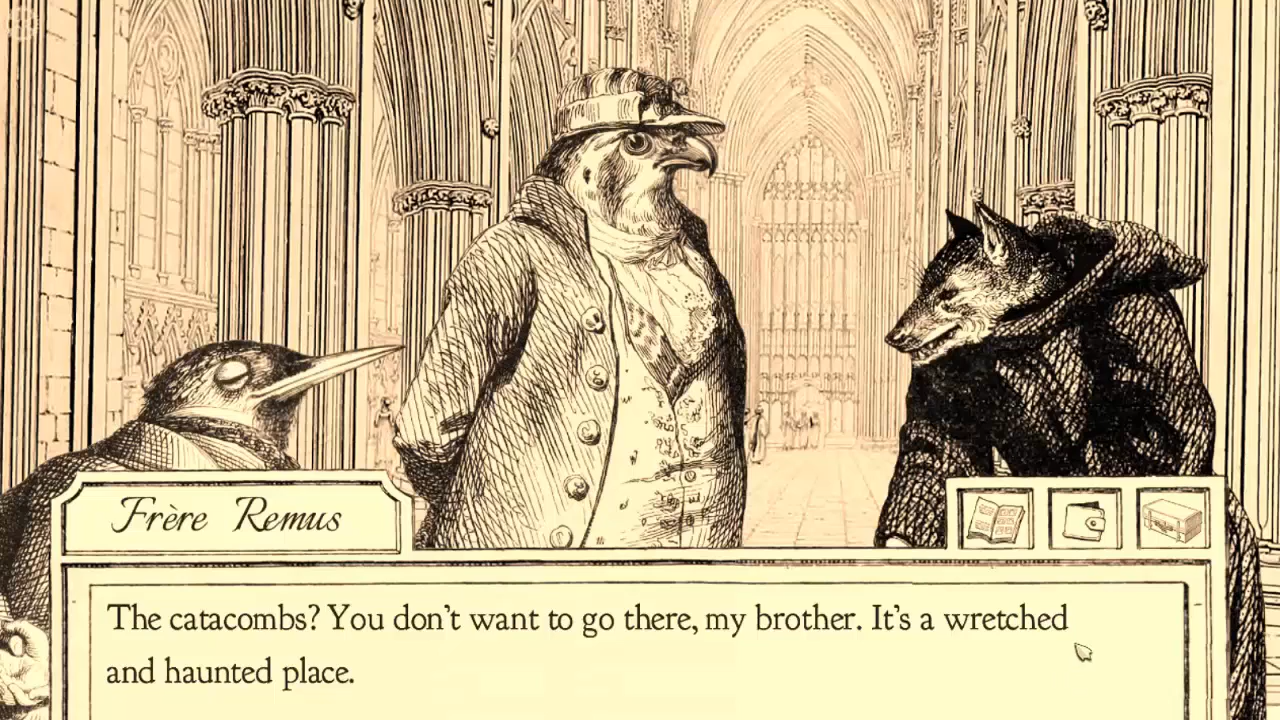 Frère Remus
The catacombs? You don't want to go there, my brother. It's a wretched
and haunted place.